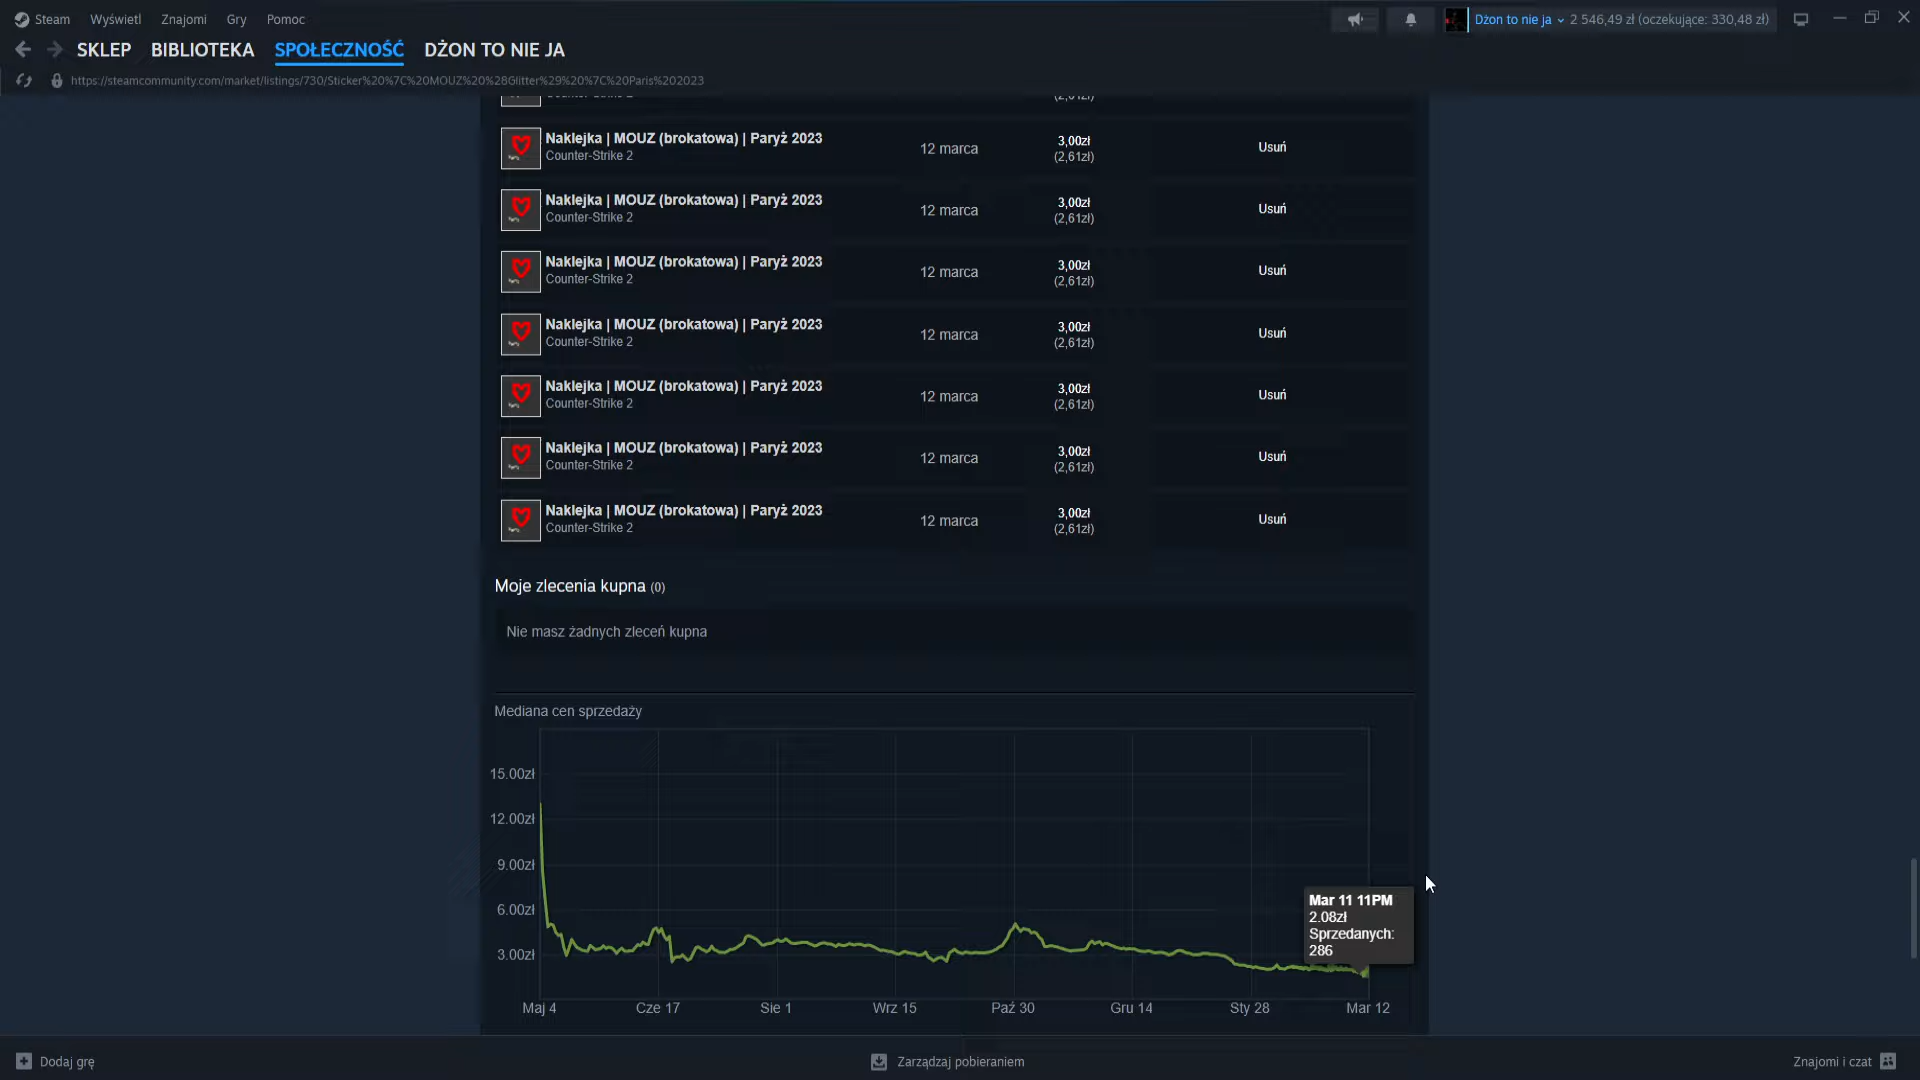 Steam Wyświetl Znajomi Gry Pomoc
Dżon to nie ja 2 546,49 zł (oczekujące: 330,48 zł)
SKLEP BIBLIOTEKA SPOŁECZNOŚĆ DŻON TO NIE JA
https://steamcommunity.com/market/listings/730/Sticker%20%7C%20MOUZ%20%28Glitter%29%20%7C%20Paris%202023
Counter-Strike 2 (2,61zł)
Naklejka | MOUZ (brokatowa) | Paryż 2023
Counter-Strike 2
12 marca
3,00zł
(2,61zł)
Usuń
Naklejka | MOUZ (brokatowa) | Paryż 2023
Counter-Strike 2
12 marca
3,00zł
(2,61zł)
Usuń
Naklejka | MOUZ (brokatowa) | Paryż 2023
Counter-Strike 2
12 marca
3,00zł
(2,61zł)
Usuń
Naklejka | MOUZ (brokatowa) | Paryż 2023
Counter-Strike 2
12 marca
3,00zł
(2,61zł)
Usuń
Naklejka | MOUZ (brokatowa) | Paryż 2023
Counter-Strike 2
12 marca
3,00zł
(2,61zł)
Usuń
Naklejka | MOUZ (brokatowa) | Paryż 2023
Counter-Strike 2
12 marca
3,00zł
(2,61zł)
Usuń
Naklejka | MOUZ (brokatowa) | Paryż 2023
Counter-Strike 2
12 marca
3,00zł
(2,61zł)
Usuń
Moje zlecenia kupna (0)
Nie masz żadnych zleceń kupna
Mediana cen sprzedaży
15.00zł
12.00zł
9.00zł
6.00zł
3.00zł
Mar 11 11PM
2.08zł
Sprzedanych:
286
Maj 4 Cze 17 Sie 1 Wrz 15 Paź 30 Gru 14 Sty 28 Mar 12
Dodaj grę Zarządzaj pobieraniem Znajomi i czat